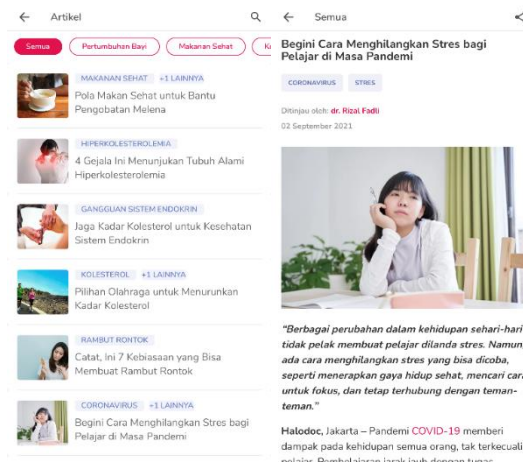 Artikel
Semua
Pertumbuhan Bayi
Makanan Sehat
MAKANAN SEHAT +1 LAINNYA
Pola Makan Sehat untuk Bantu
Pengobatan Melena
HIPERKOLESTEROLEMIA
4 Gejala Ini Menunjukan Tubuh Alami
Hiperkolesterolemia
GANGGUAN SISTEM ENDOKRIN
Jaga Kadar Kolesterol untuk Kesehatan
Sistem Endokrin
KOLESTEROL +1 LAINNYA
Pilihan Olahraga untuk Menurunkan
Kadar Kolesterol
RAMBUT RONTOK
Catat, Ini 7 Kebiasaan yang Bisa
Membuat Rambut Rontok
CORONAVIRUS +1 LAINNYA
Begini Cara Menghilangkan Stres bagi
Pelajar di Masa Pandemi
Semua
Begini Cara Menghilangkan Stres bagi
Pelajar di Masa Pandemi
CORONAVIRUS STRES
Ditinjau oleh: dr. Rizal Fadli
02 September 2021
"Berbagai perubahan dalam kehidupan sehari-hari
tidak pelak membuat pelajar dilanda stres. Namun,
ada cara menghilangkan stres yang bisa dicoba,
seperti menerapkan gaya hidup sehat, mencari cara
untuk fokus, dan tetap terhubung dengan teman-
teman."
Halodoc, Jakarta – Pandemi COVID-19 memberi
dampak pada kehidupan semua orang, tak terkecuali
pelajar. Pembelajaran jarak jauh dengan tugas